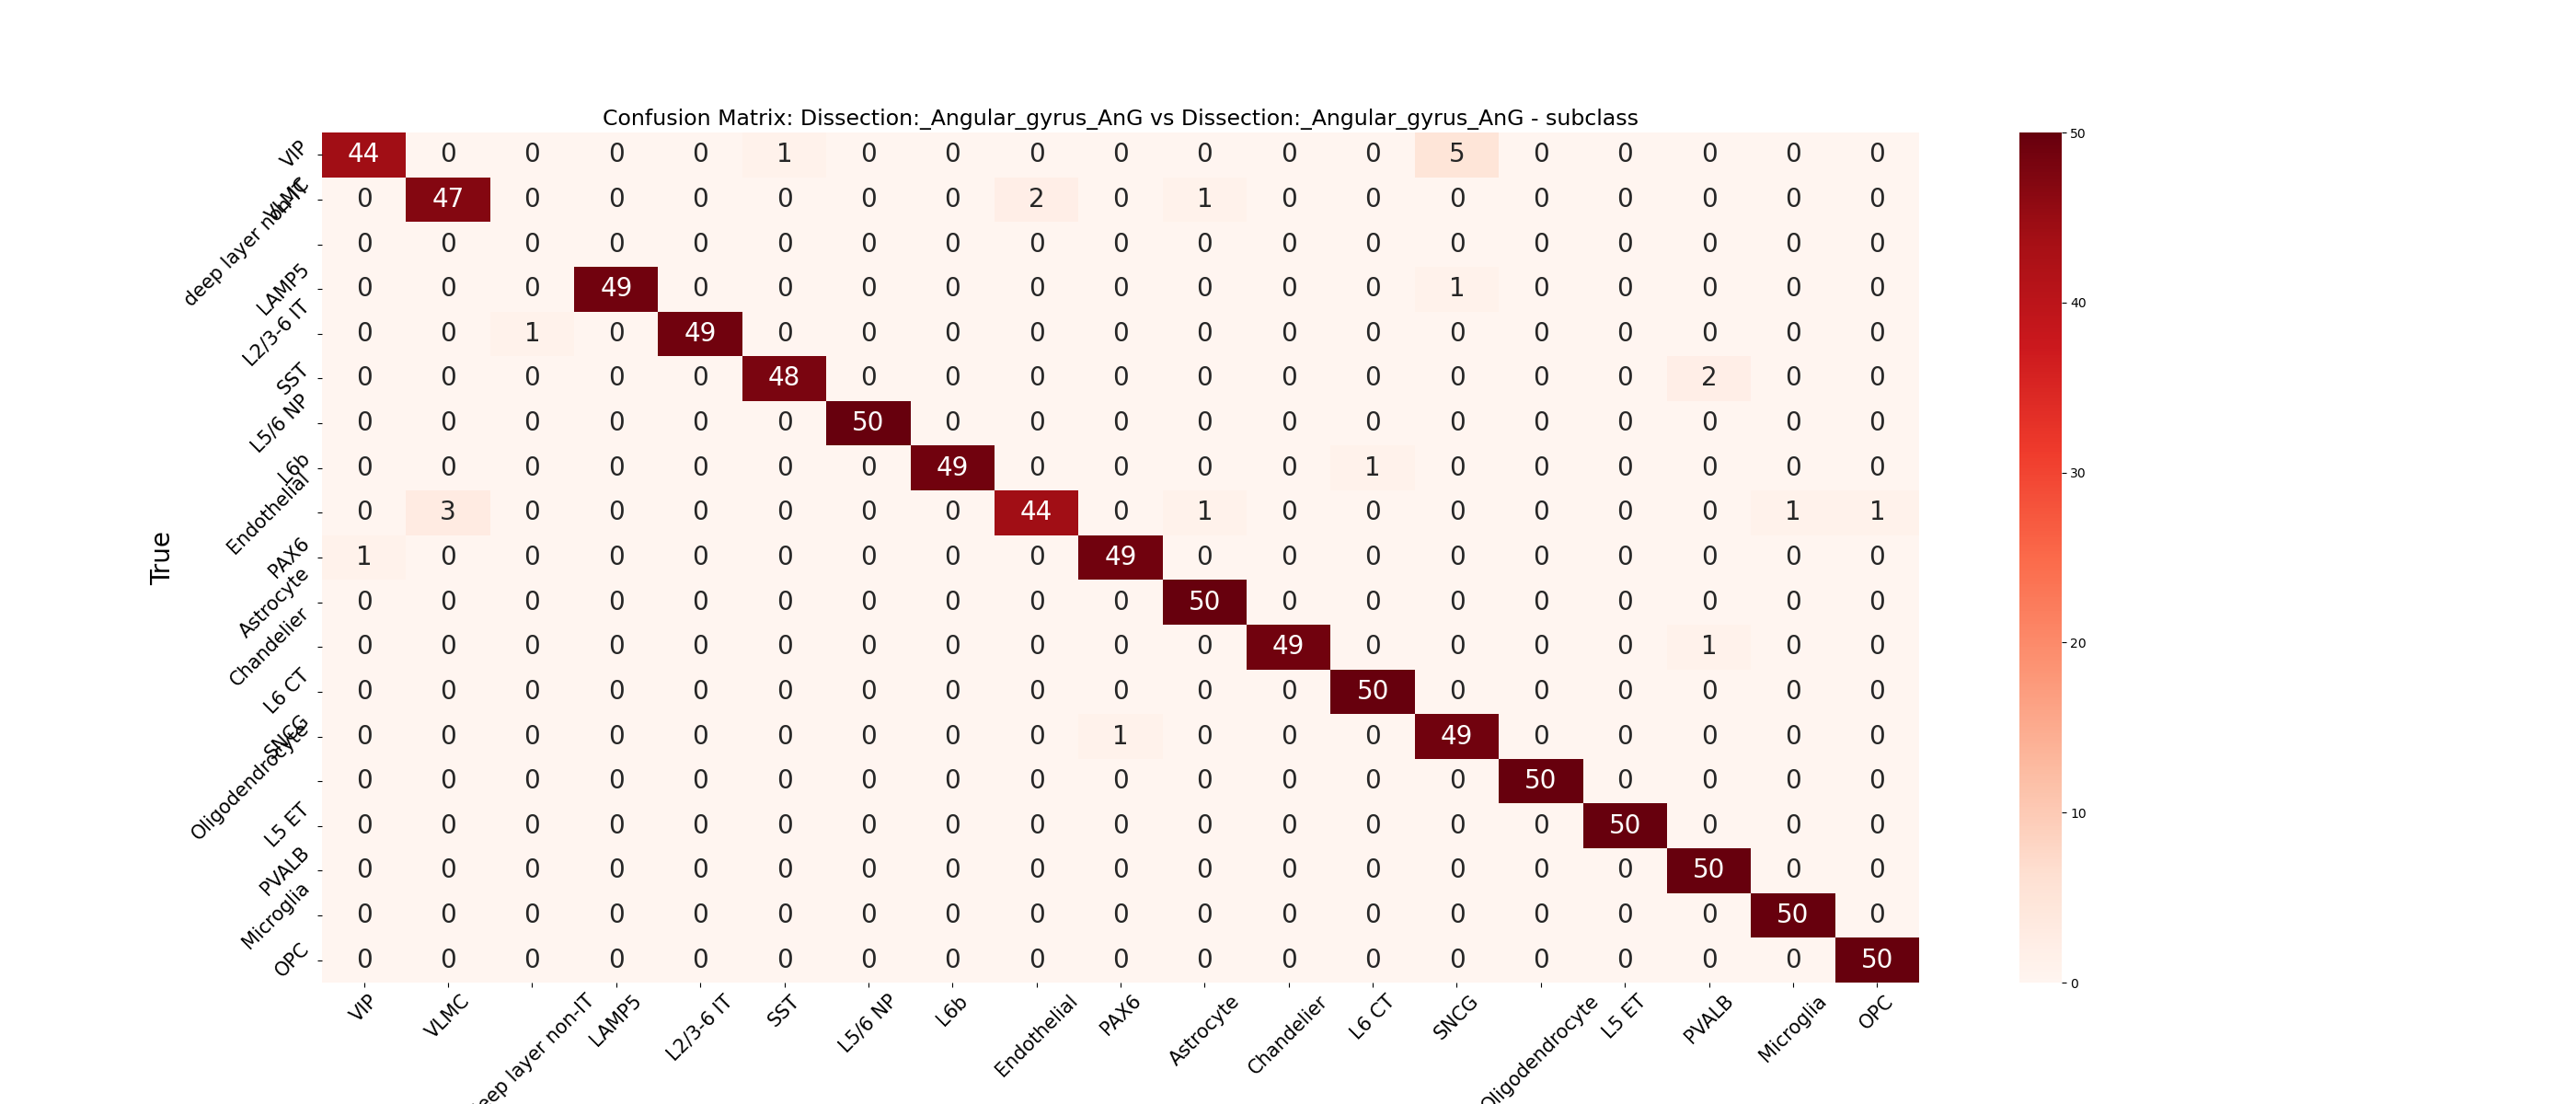 Confusion Matrix: Dissection:_Angular_gyrus_AnG vs Dissection:_Angular_gyrus_AnG - subclass
True
VIP 44 0 0 0 0 1 0 0 0 0 0 0 0 5 0 0 0 0 0
VLMC 0 47 0 0 0 0 0 0 2 0 1 0 0 0 0 0 0 0 0
deep layer non-IT 0 0 0 0 0 0 0 0 0 0 0 0 0 0 0 0 0 0 0
LAMP5 0 0 0 49 0 0 0 0 0 0 0 0 0 1 0 0 0 0 0
L2/3-6 IT 0 0 1 0 49 0 0 0 0 0 0 0 0 0 0 0 0 0 0
SST 0 0 0 0 0 48 0 0 0 0 0 0 0 0 0 0 2 0 0
L5/6 NP 0 0 0 0 0 0 50 0 0 0 0 0 0 0 0 0 0 0 0
L6b 0 0 0 0 0 0 0 49 0 0 0 0 1 0 0 0 0 0 0
Endothelial 0 3 0 0 0 0 0 0 44 0 1 0 0 0 0 0 0 1 1
PAX6 1 0 0 0 0 0 0 0 0 49 0 0 0 0 0 0 0 0 0
Astrocyte 0 0 0 0 0 0 0 0 0 0 50 0 0 0 0 0 0 0 0
Chandelier 0 0 0 0 0 0 0 0 0 0 0 49 0 0 0 0 1 0 0
L6 CT 0 0 0 0 0 0 0 0 0 0 0 0 50 0 0 0 0 0 0
SNCG 0 0 0 0 0 0 0 0 0 1 0 0 0 49 0 0 0 0 0
Oligodendrocyte 0 0 0 0 0 0 0 0 0 0 0 0 0 0 50 0 0 0 0
L5 ET 0 0 0 0 0 0 0 0 0 0 0 0 0 0 0 50 0 0 0
PVALB 0 0 0 0 0 0 0 0 0 0 0 0 0 0 0 0 50 0 0
Microglia 0 0 0 0 0 0 0 0 0 0 0 0 0 0 0 0 0 50 0
OPC 0 0 0 0 0 0 0 0 0 0 0 0 0 0 0 0 0 0 50
VIP VLMC layer non-IT LAMP5 L2/3-6 IT SST L5/6 NP L6b Endothelial PAX6 Astrocyte Chandelier L6 CT SNCG Oligodendrocyte L5 ET PVALB Microglia OPC
50
40
30
20
10
0